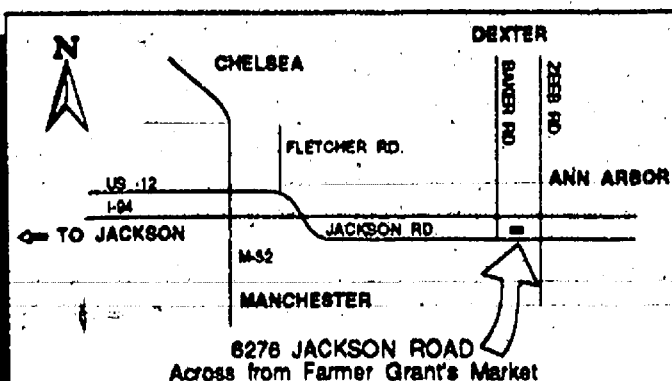 N
DEXTER
CHELSEA
BAKER RD.
ZEEB RD.
FLETCHER RD.
US -12
ANN ARBOR
I-94
TO JACKSON
JACKSON RD.
M-52
MANCHESTER
6276 JACKSON ROAD
Across from Farmer Grant's Market